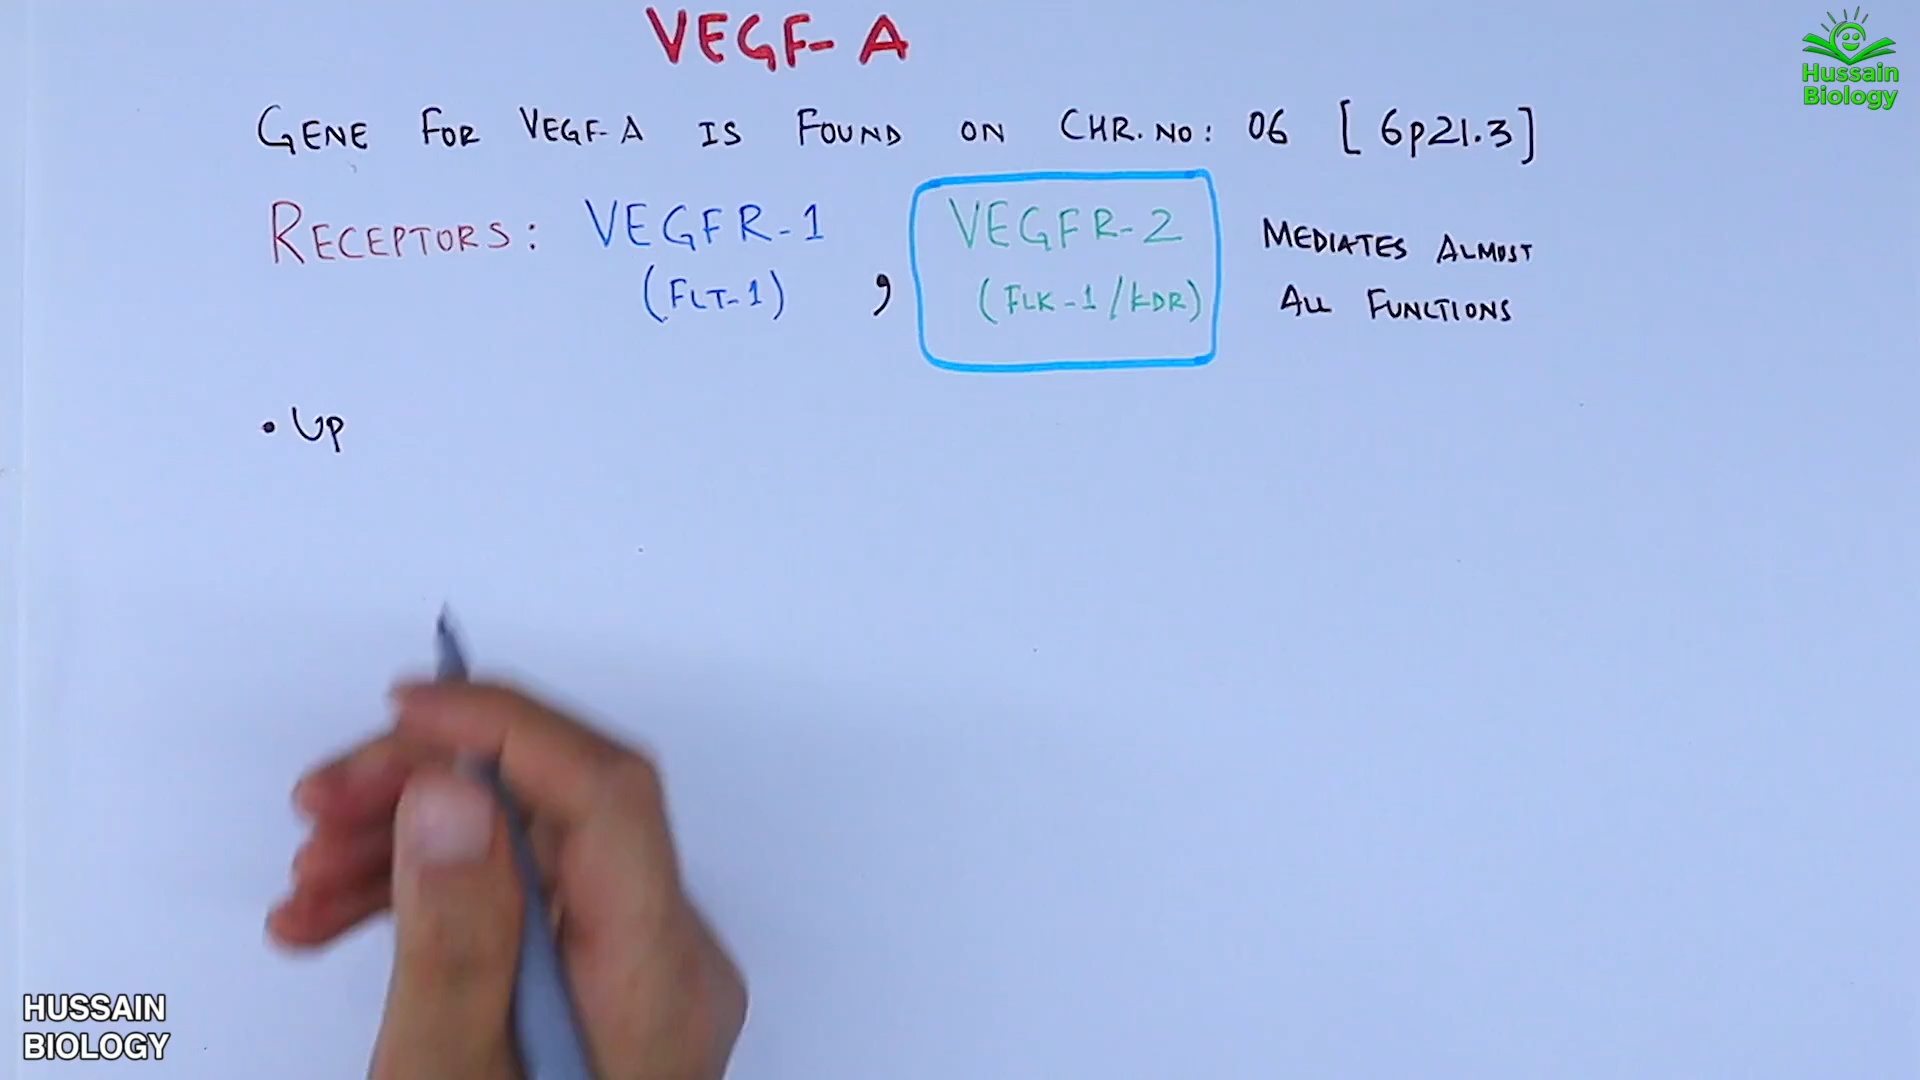 VEGF-A
GENE FOR VEGF-A IS FOUND ON CHR. NO: 06 [6p21.3]
RECEPTORS: VEGFR-1 , VEGFR-2 MEDIATES ALMOST
(FLT-1) (FLK-1/KDR) ALL FUNCTIONS
• Up
Hussain
Biology
HUSSAIN
BIOLOGY